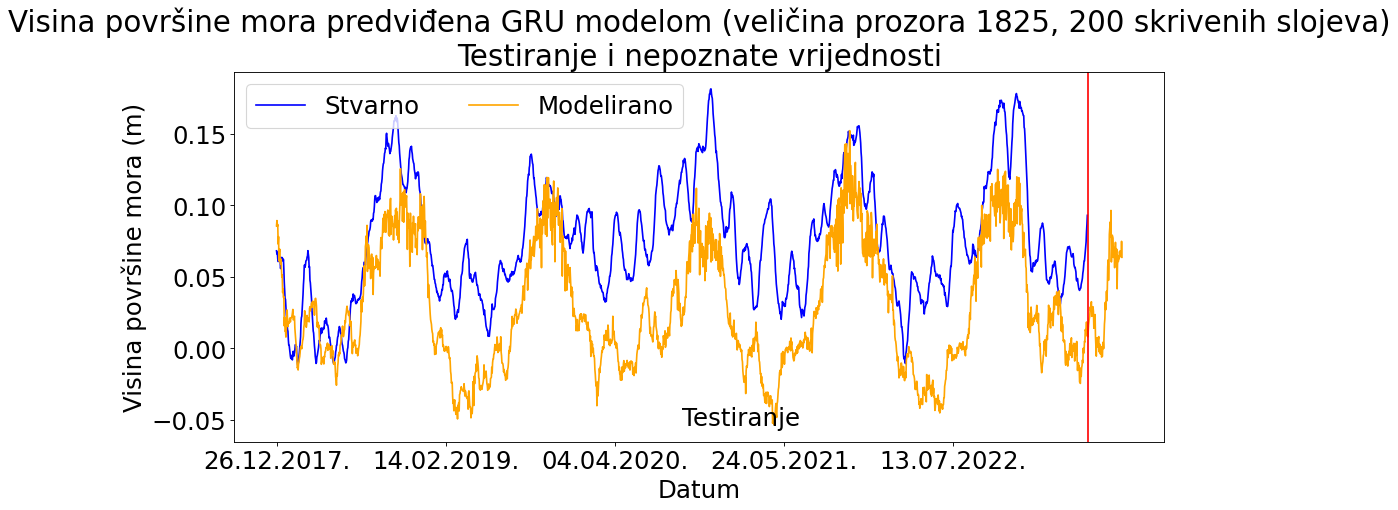 Visina površine mora predviđena GRU modelom (veličina prozora 1825, 200 skrivenih slojeva)
Testiranje i nepoznate vrijednosti
Stvarno
Modelirano
Visina površine mora (m)
0.15
0.10
0.05
0.00
−0.05
Testiranje
26.12.2017.
14.02.2019.
04.04.2020.
24.05.2021.
13.07.2022.
Datum